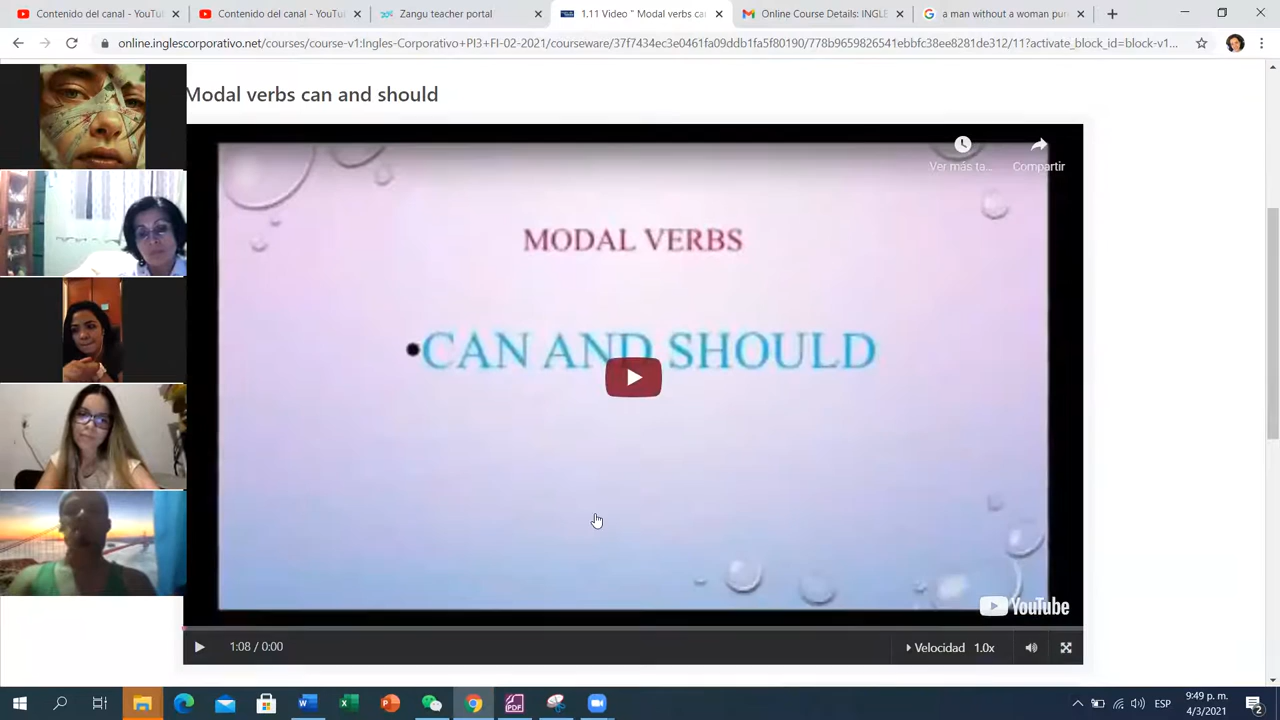 Contenido del canal - YouTu
Contenido del canal - YouTu
Zangu teacher portal
1.11 Video " Modal verbs ca
Online Course Details: INGLE
a man without a woman pu
online.inglescorporativo.net/courses/course-v1:Ingles-Corporativo+PI3+FI-02-2021/courseware/37f7434ec3e0461fa09ddb1fa5f80190/778b9659826541ebbfc38ee8281de312/11?activate_block_id=block-v1...
Modal verbs can and should
Ver más ta...
Compartir
MODAL VERBS
•CAN AND SHOULD
YouTube
1:08 / 0:00
Velocidad 1.0x
ESP
9:49 p. m.
4/3/2021
2